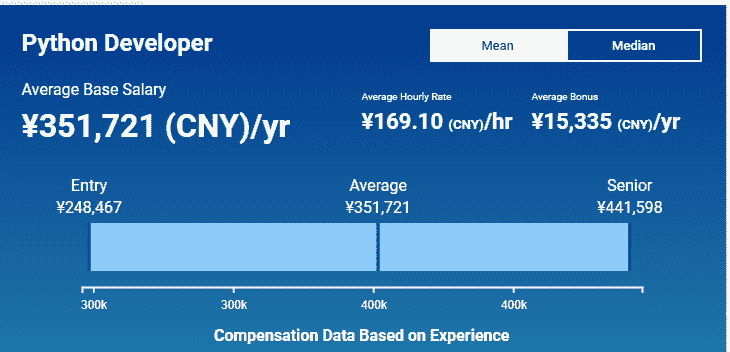 Python Developer
Mean
Median
Average Base Salary
¥351,721 (CNY)/yr
Average Hourly Rate
¥169.10 (CNY)/hr
Average Bonus
¥15,335 (CNY)/yr
Entry
¥248,467
Average
¥351,721
Senior
¥441,598
300k 300k 400k 400k
Compensation Data Based on Experience